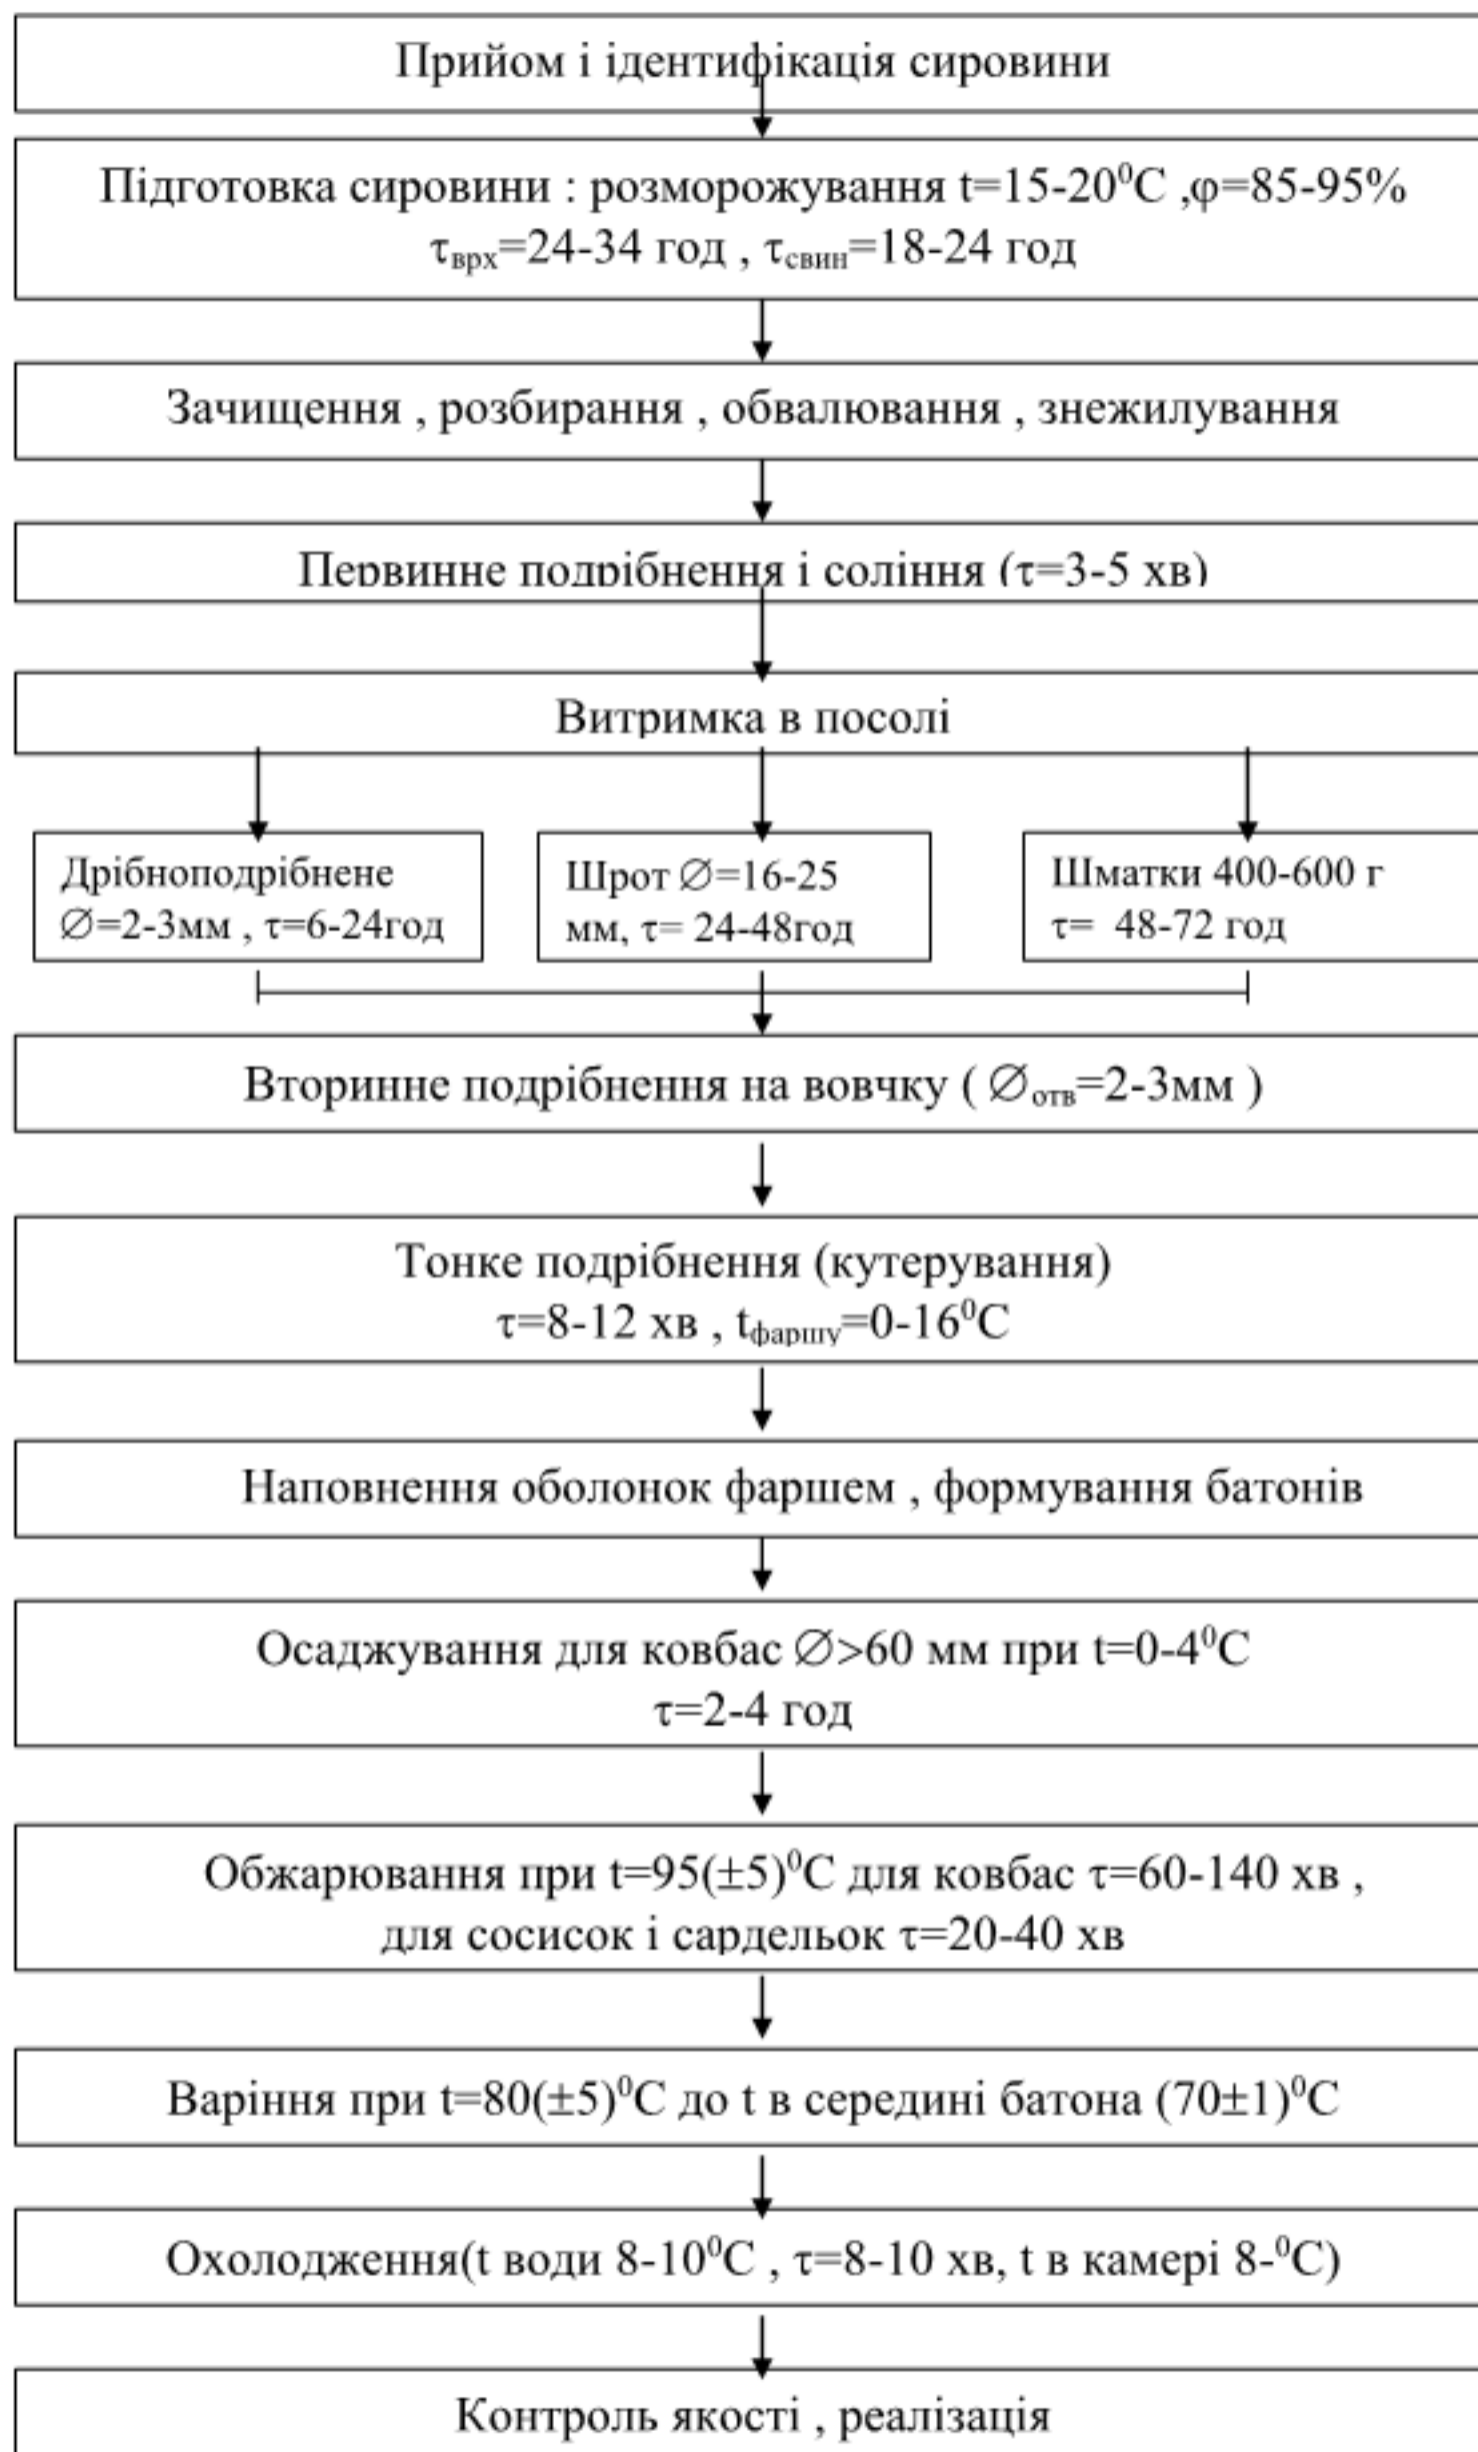 Прийом і ідентифікація сировини
Підготовка сировини : розморожування t=15-20⁰C ,φ=85-95%
τврх=24-34 год , τсвин=18-24 год
Зачищення , розбирання , обвалювання , знежилування
Первинне подрібнення і соління (τ=3-5 хв)
Витримка в посолі
Дрібноподрібнене
∅=2-3мм , τ=6-24год
Шрот ∅=16-25
мм, τ= 24-48год
Шматки 400-600 г
τ= 48-72 год
Вторинне подрібнення на вовчку ( ∅отв=2-3мм )
Тонке подрібнення (кутерування)
τ=8-12 хв , tфаршу=0-16⁰C
Наповнення оболонок фаршем , формування батонів
Осаджування для ковбас ∅>60 мм при t=0-4⁰C
τ=2-4 год
Обжарювання при t=95(±5)⁰C для ковбас τ=60-140 хв ,
для сосисок і сардельок τ=20-40 хв
Варіння при t=80(±5)⁰C до t в середині батона (70±1)⁰C
Охолодження(t води 8-10⁰C , τ=8-10 хв, t в камері 8-⁰C)
Контроль якості , реалізація